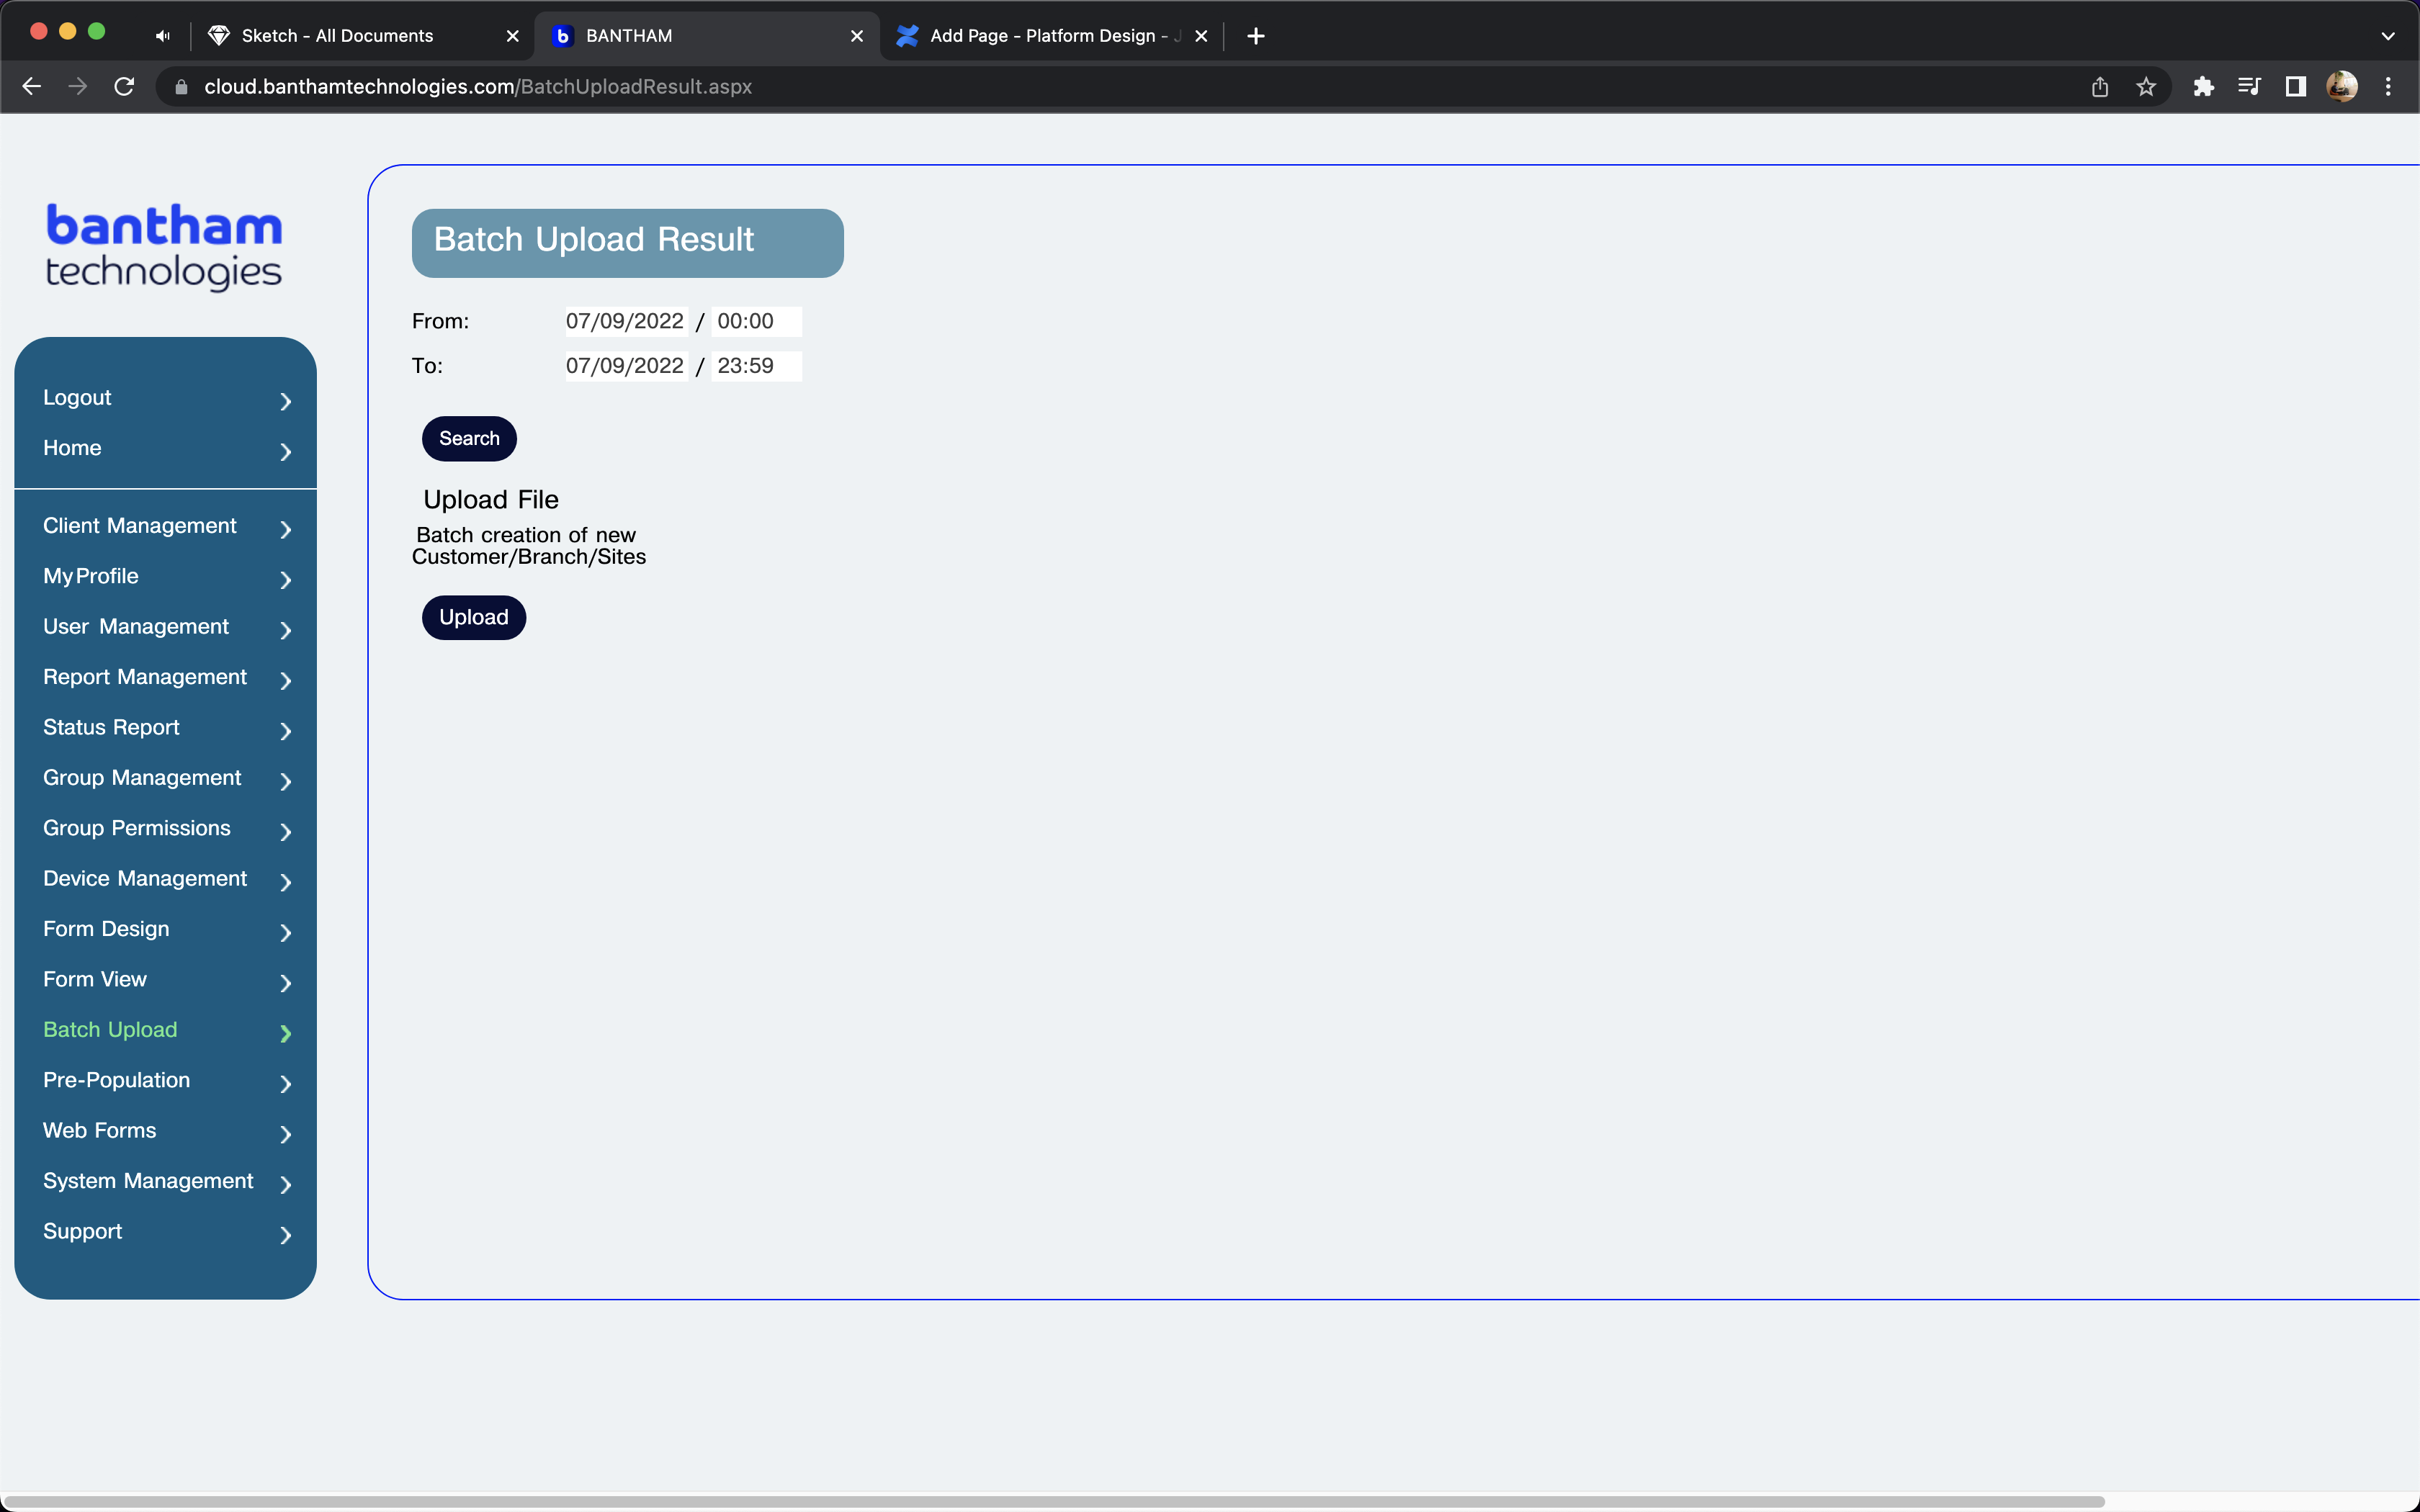 Sketch - All Documents
BANTHAM
Add Page - Platform Design -
cloud.banthamtechnologies.com/BatchUploadResult.aspx
bantham
technologies
Logout
Home
Client Management
My Profile
User Management
Report Management
Status Report
Group Management
Group Permissions
Device Management
Form Design
Form View
Batch Upload
Pre-Population
Web Forms
System Management
Support
Batch Upload Result
From: 07/09/2022 / 00:00
To: 07/09/2022 / 23:59
Search
Upload File
Batch creation of new
Customer/Branch/Sites
Upload